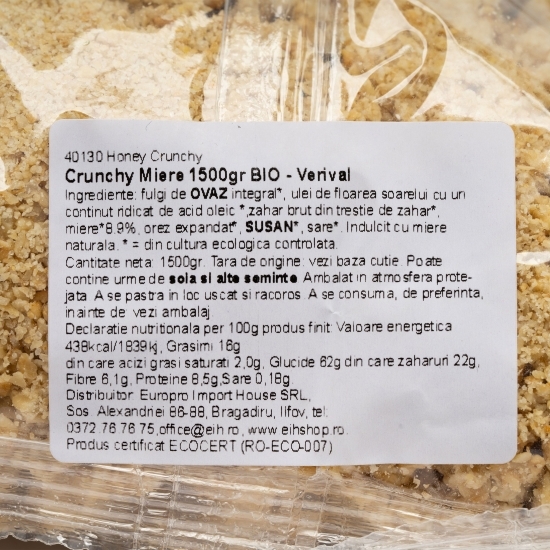 40130 Honey Crunchy
Crunchy Miere 1500gr BIO - Verival
Ingrediente: fulgi de OVAZ integral*, ulei de floarea soarelui cu un
continut ridicat de acid oleic *,zahar brut din trestie de zahar*,
miere*8.9%, orez expandat*, SUSAN*, sare*. Indulcit cu miere
naturala. * = din cultura ecologica controlata.
Cantitate neta: 1500gr. Tara de origine: vezi baza cutie. Poate
contine urme de soia si alte seminte. Ambalat in atmosfera prote-
jata. A se pastra in loc uscat si racoros. A se consuma, de preferinta,
inainte de: vezi ambalaj.
Declaratie nutritionala per 100g produs finit: Valoare energetica
438kcal/1839kj, Grasimi 16g
din care acizi grasi saturati 2,0g, Glucide 62g din care zaharuri 22g,
Fibre 6,1g, Proteine 8,5g,Sare 0,18g
Distribuitor: Europro Import House SRL,
Sos. Alexandriei 86-88, Bragadiru, Ilfov, tel:
0372 76 76 75,office@eih.ro, www.eihshop.ro.
Produs certificat ECOCERT (RO-ECO-007)